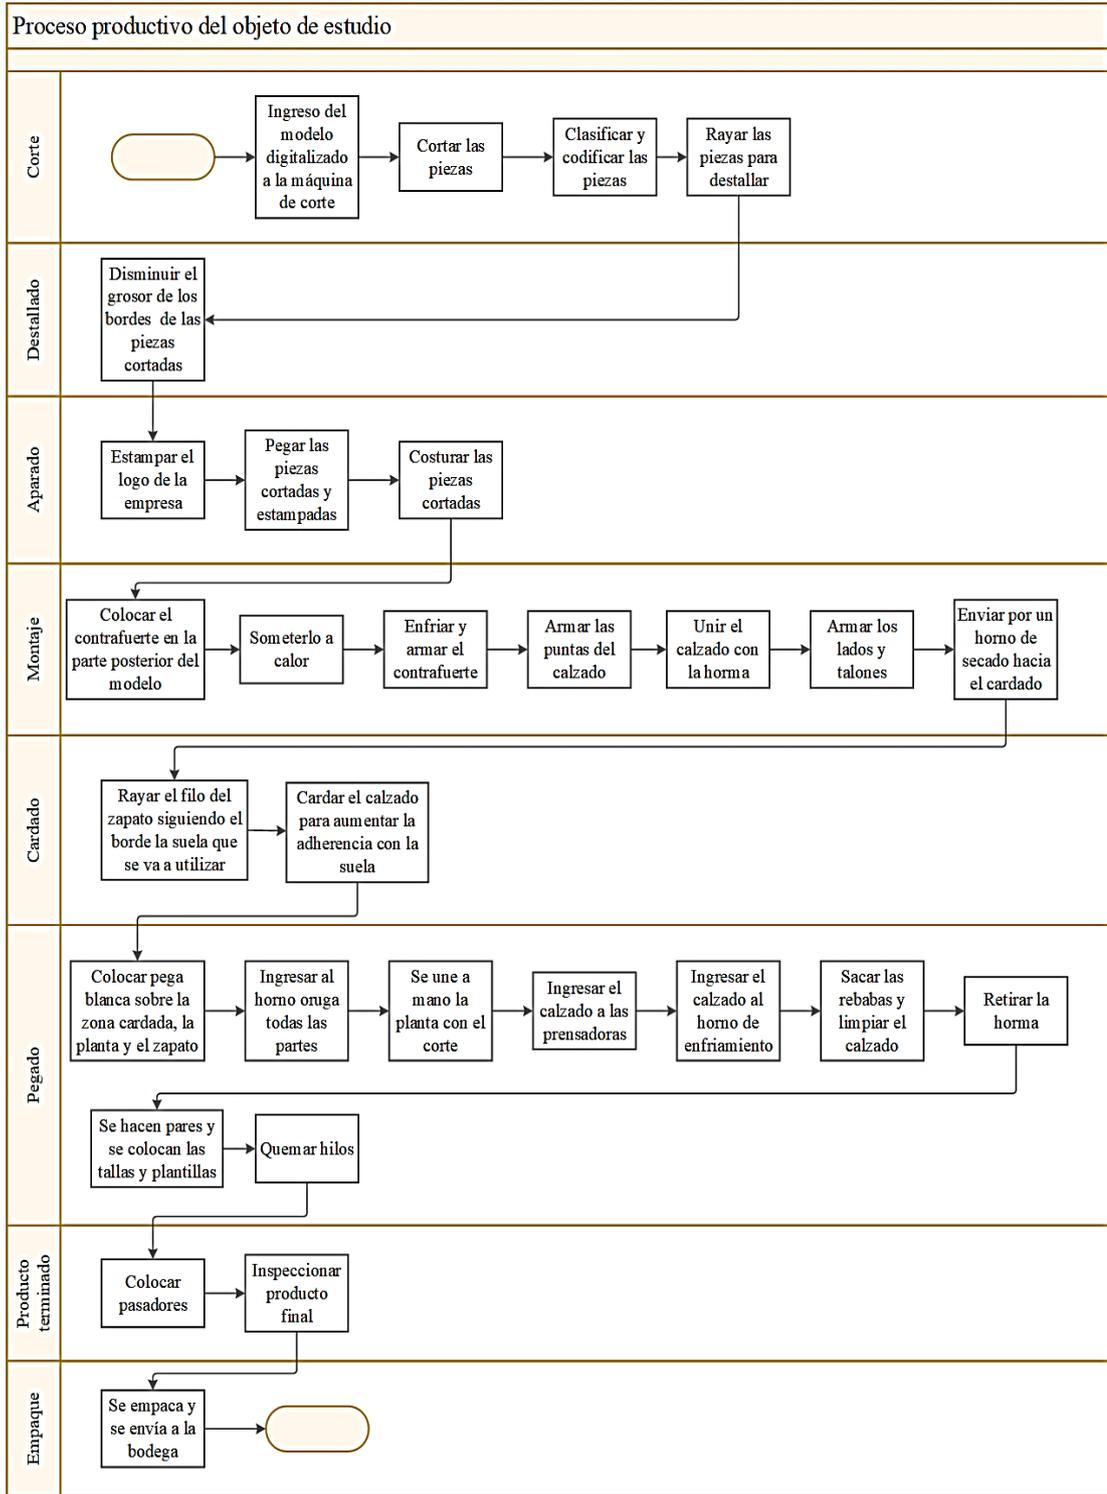 Proceso productivo del objeto de estudio
Corte
Ingreso del
modelo
digitalizado
a la máquina
de corte
Cortar las
piezas
Clasificar y
codificar las
piezas
Rayar las
piezas para
destallar
Destallado
Disminuir el
grosor de los
bordes de las
piezas
cortadas
Aparado
Estampar el
logo de la
empresa
Pegar las
piezas
cortadas y
estampadas
Costurar las
piezas
cortadas
Montaje
Colocar el
contrafuerte en la
parte posterior del
modelo
Someterlo a
calor
Enfriar y
armar el
contrafuerte
Armar las
puntas del
calzado
Unir el
calzado con
la horma
Armar los
lados y
talones
Enviar por un
horno de
secado hacia
el cardado
Cardado
Rayar el filo del
zapato siguiendo el
borde la suela que
se va a utilizar
Cardar el calzado
para aumentar la
adherencia con la
suela
Pegado
Colocar pega
blanca sobre la
zona cardada, la
planta y el zapato
Ingresar al
horno oruga
todas las
partes
Se une a
mano la
planta con el
corte
Ingresar el
calzado a las
prensadoras
Ingresar el
calzado al
horno de
enfriamiento
Sacar las
rebabas y
limpiar el
calzado
Retirar la
horma
Se hacen pares y
se colocan las
tallas y plantillas
Quemar hilos
Producto
terminado
Colocar
pasadores
Inspeccionar
producto
final
Empaque
Se empaca y
se envía a la
bodega